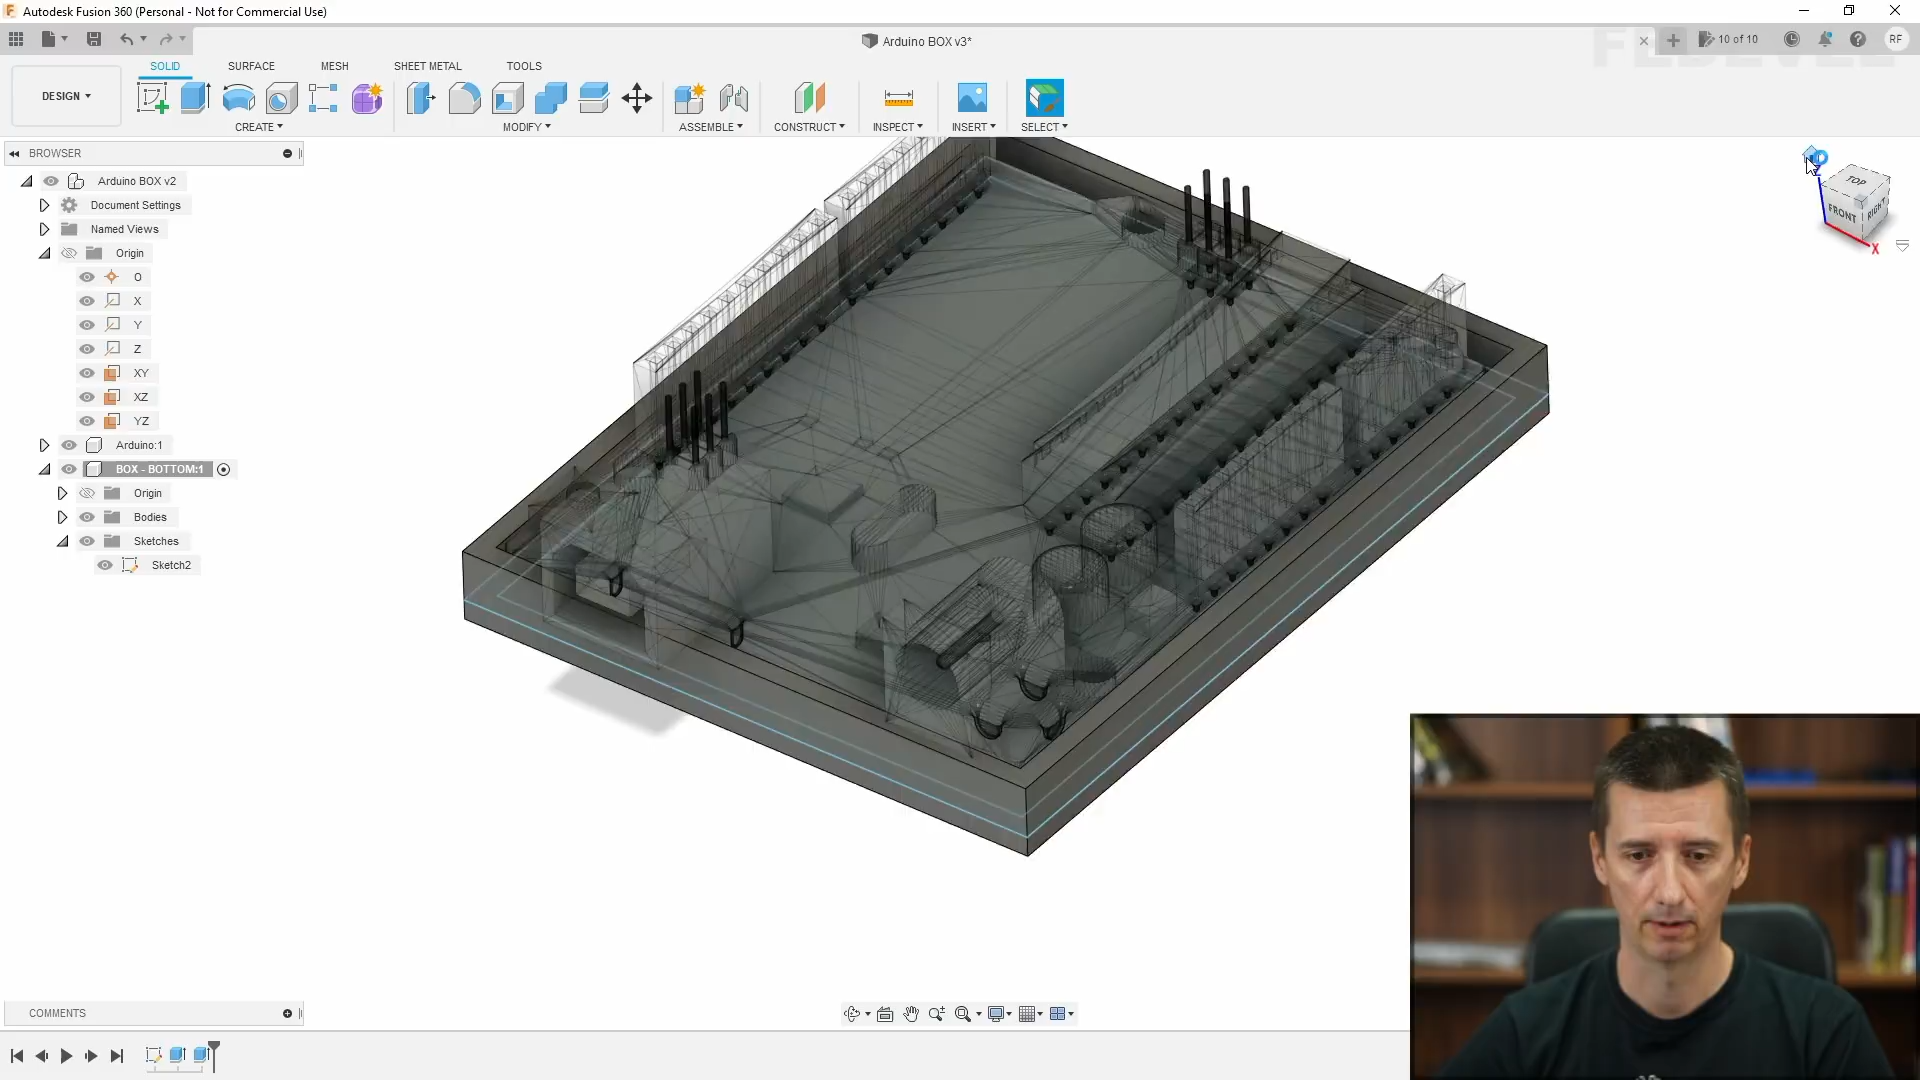 Autodesk Fusion 360 (Personal - Not for Commercial Use)
Arduino BOX v3*
10 of 10
RF
FEDEVEL
DESIGN
SOLID
SURFACE
MESH
SHEET METAL
TOOLS
CREATE
MODIFY
ASSEMBLE
CONSTRUCT
INSPECT
INSERT
SELECT
BROWSER
Arduino BOX v2
Document Settings
Named Views
Origin
O
X
Y
Z
XY
XZ
YZ
Arduino:1
BOX - BOTTOM:1
Origin
Bodies
Sketches
Sketch2
TOP
FRONT
RIGHT
Z
X
COMMENTS